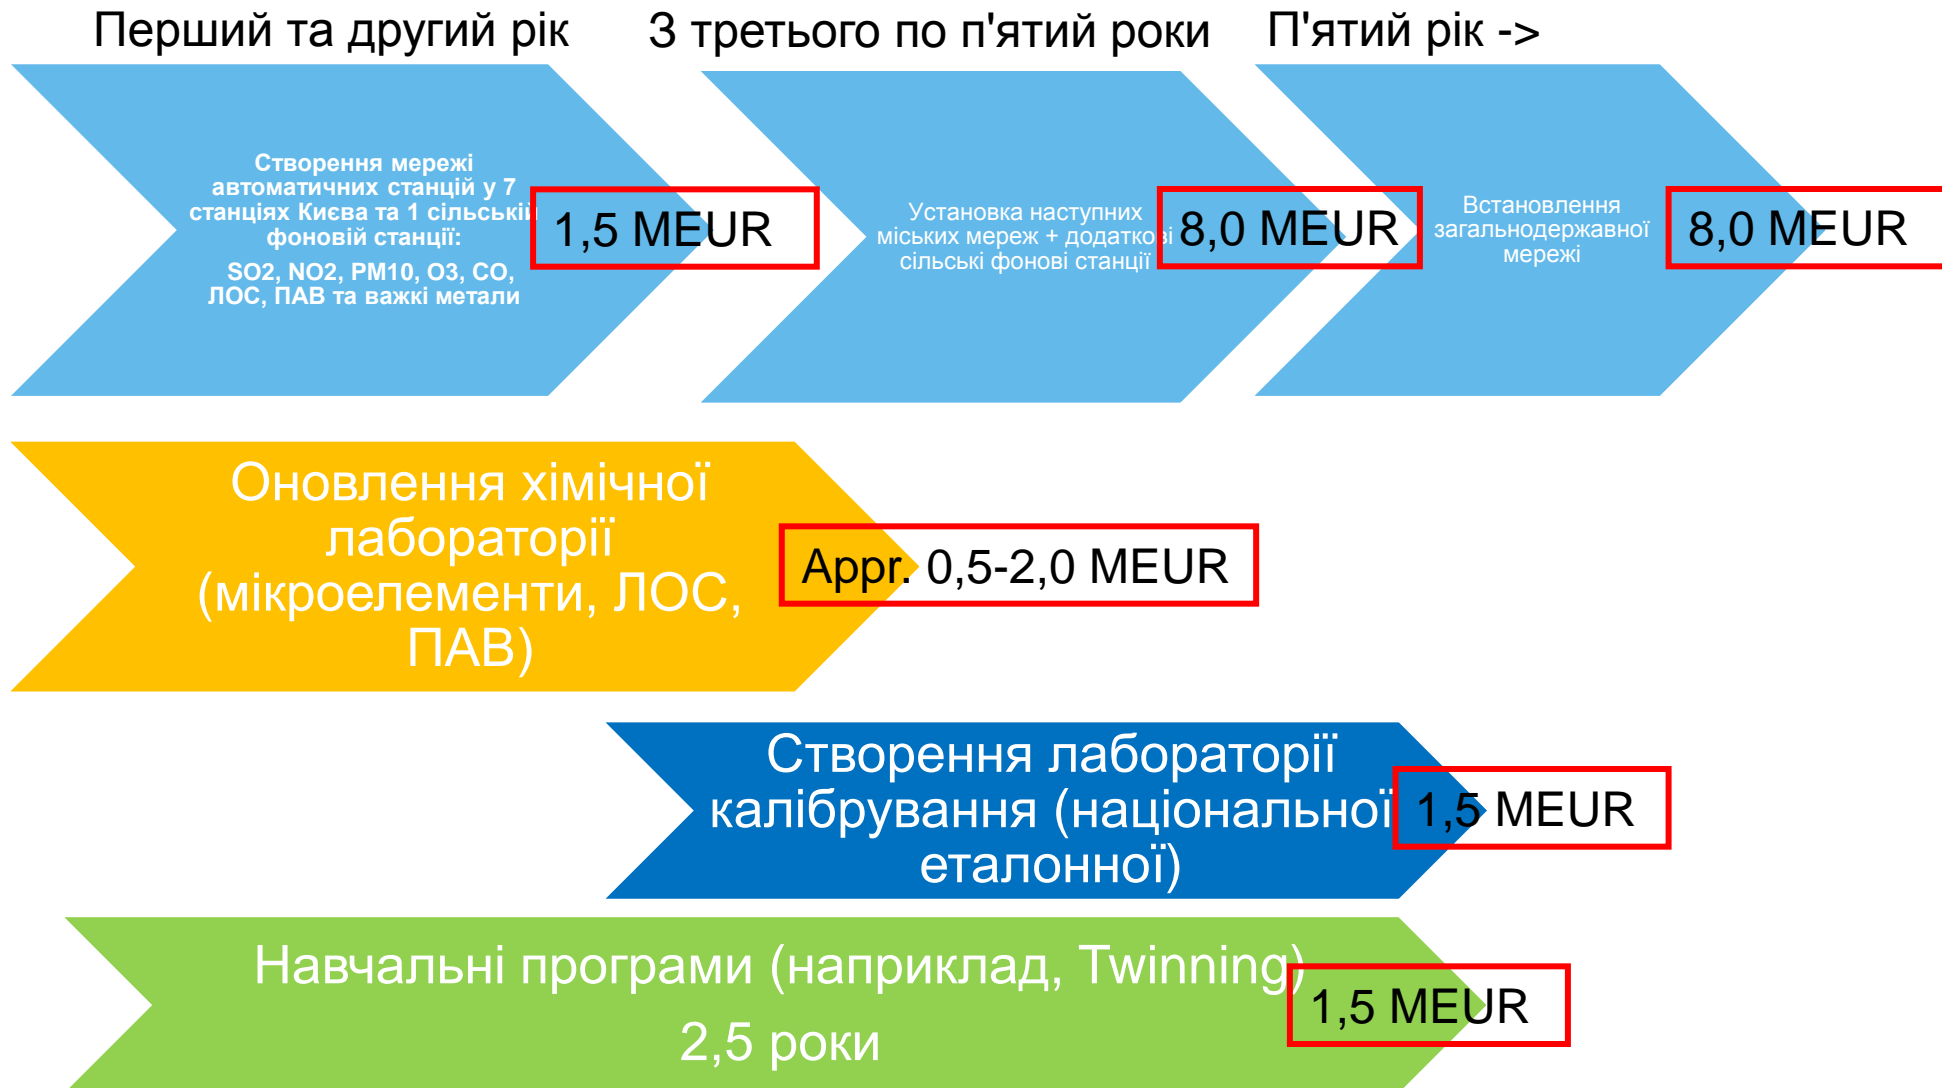 Перший та другий рік
З третього по п'ятий роки
П'ятий рік ->
Створення мережі
автоматичних станцій у 7
станціях Києва та 1 сільській
фоновій станції:
SO2, NO2, PM10, O3, CO,
ЛОС, ПАВ та важкі метали
1,5 MEUR
Установка наступних
міських мереж + додаткові
сільські фонові станції
8,0 MEUR
Встановлення
загальнодержавної
мережі
8,0 MEUR
Оновлення хімічної
лабораторії
(мікроелементи, ЛОС,
ПАВ)
Appr. 0,5-2,0 MEUR
Створення лабораторії
калібрування (національної
еталонної)
1,5 MEUR
Навчальні програми (наприклад, Twinning)
2,5 роки
1,5 MEUR